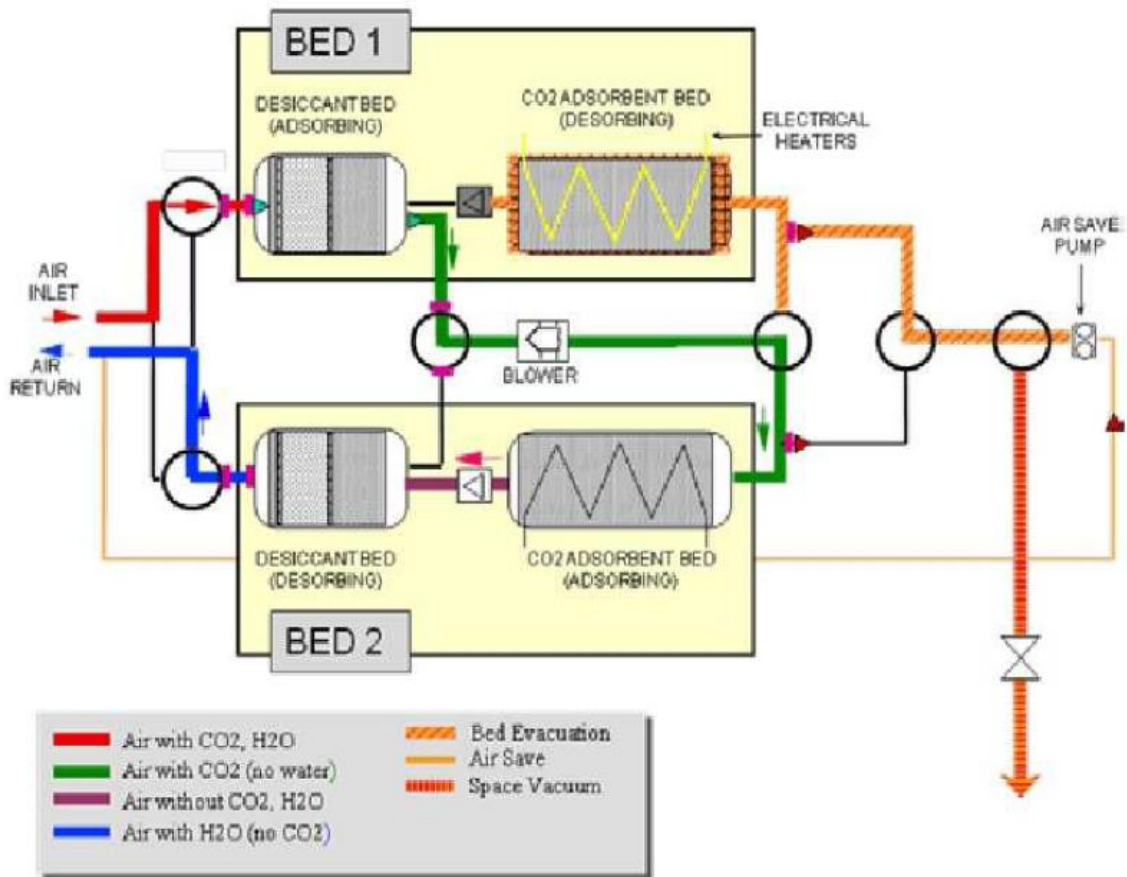 BED 1
DESICCANT BED
(ADSORBING)
CO2 ADSORBENT BED
(DESORBING)
ELECTRICAL
HEATERS
AIR
INLET
AIR
RETURN
AIR SAVE
PUMP
BLOWER
DESICCANT BED
(DESORBING)
CO2 ADSORBENT BED
(ADSORBING)
BED 2
Air with CO2, H2O
Air with CO2 (no water)
Air without CO2, H2O
Air with H2O (no CO2)
Bed Evacuation
Air Save
Space Vacuum